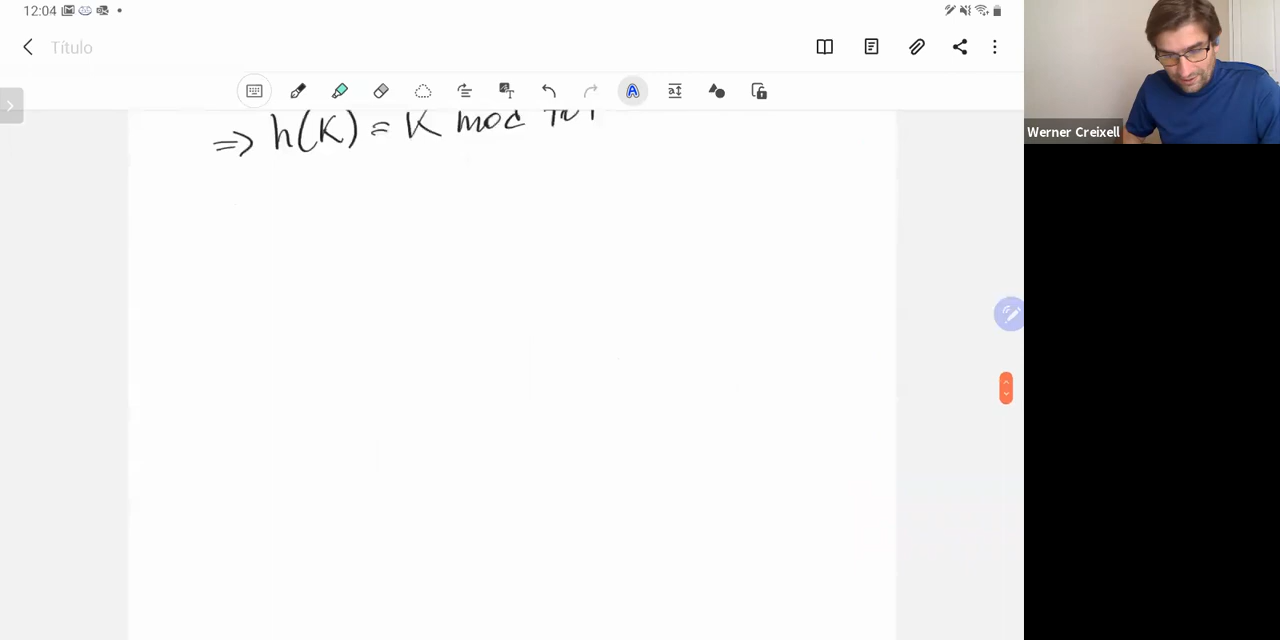 12:04
Título
⇒ h(K) = K mod
Werner Creixell